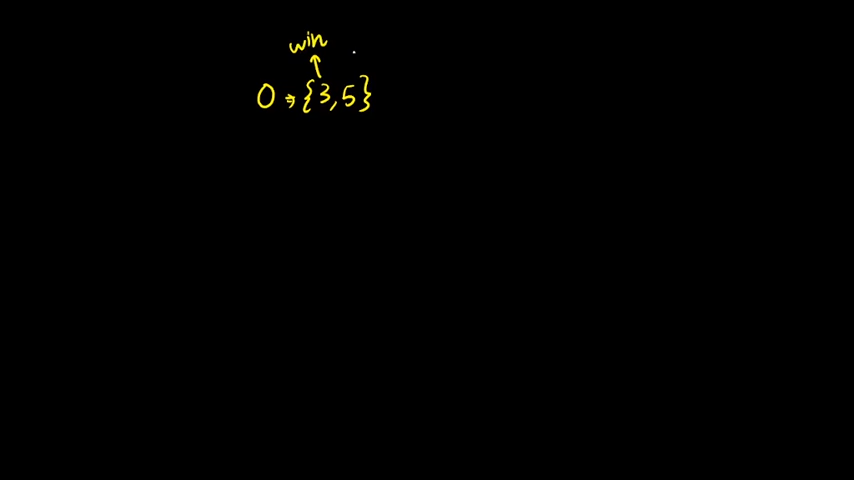 win
0 → {3,5}